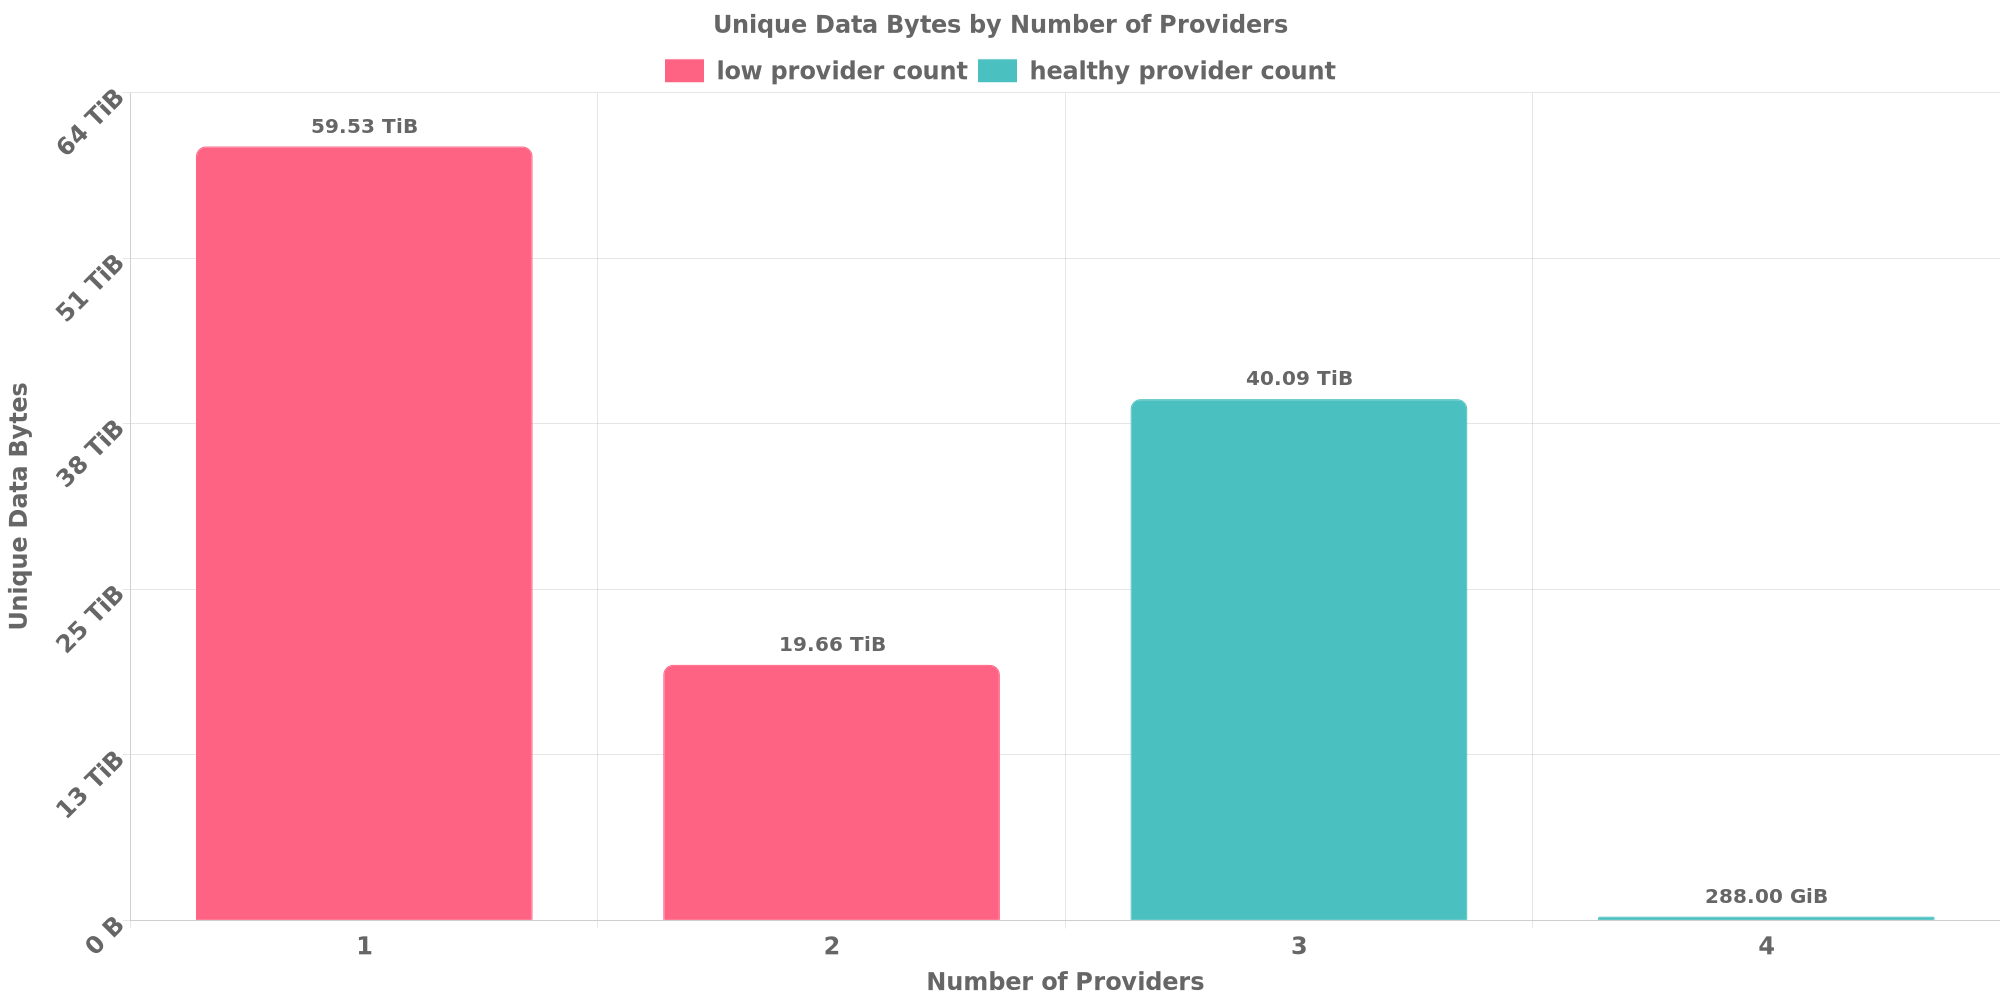 Unique Data Bytes by Number of Providers
low provider count
healthy provider count
64 TiB
51 TiB
38 TiB
25 TiB
13 TiB
0 B
Unique Data Bytes
59.53 TiB
19.66 TiB
40.09 TiB
288.00 GiB
1
2
3
4
Number of Providers